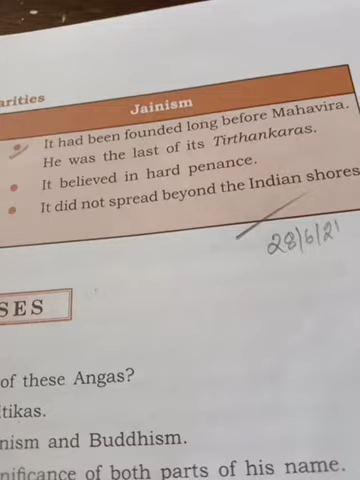 arities
Jainism
It had been founded long before Mahavira.
He was the last of its Tirthankaras.
It believed in hard penance.
It did not spread beyond the Indian shores
28/6/21
SES
of these Angas?
tikas.
nism and Buddhism.
nificance of both parts of his name.